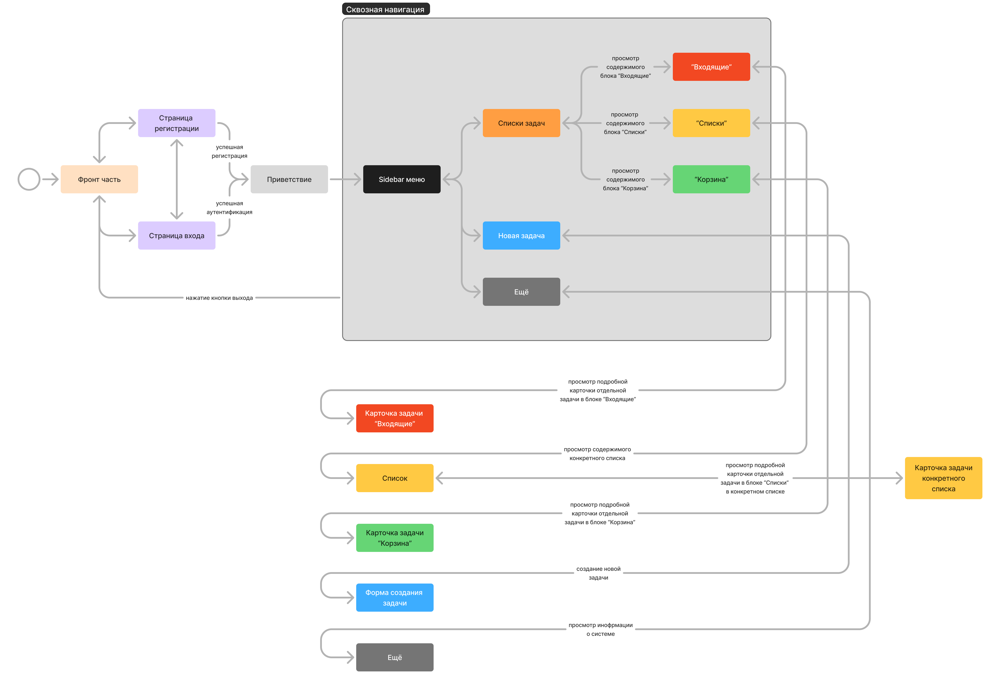 Сквозная навигация
просмотр
содержимого
блока “Входящие”
“Входящие”
Страница
регистрации
Списки задач
просмотр
содержимого
блока “Списки”
“Списки”
успешная
регистрация
Фронт часть
Приветствие
Sidebar меню
просмотр
содержимого
блока “Корзина”
“Корзина”
успешная
аутентификация
Страница входа
Новая задача
Ещё
нажатие кнопки выхода
просмотр подробной
карточки отдельной
задачи в блоке “Входящие”
Карточка задачи
“Входящие”
просмотр содержимого
конкретного списка
Список
просмотр подробной
карточки отдельной
задачи в блоке “Списки”
в конкретном списке
Карточка задачи
конкретного
списка
просмотр подробной
карточки отдельной
задачи в блоке “Корзина”
Карточка задачи
“Корзина”
создание новой
задачи
Форма создания
задачи
просмотр инофрмации
о системе
Ещё